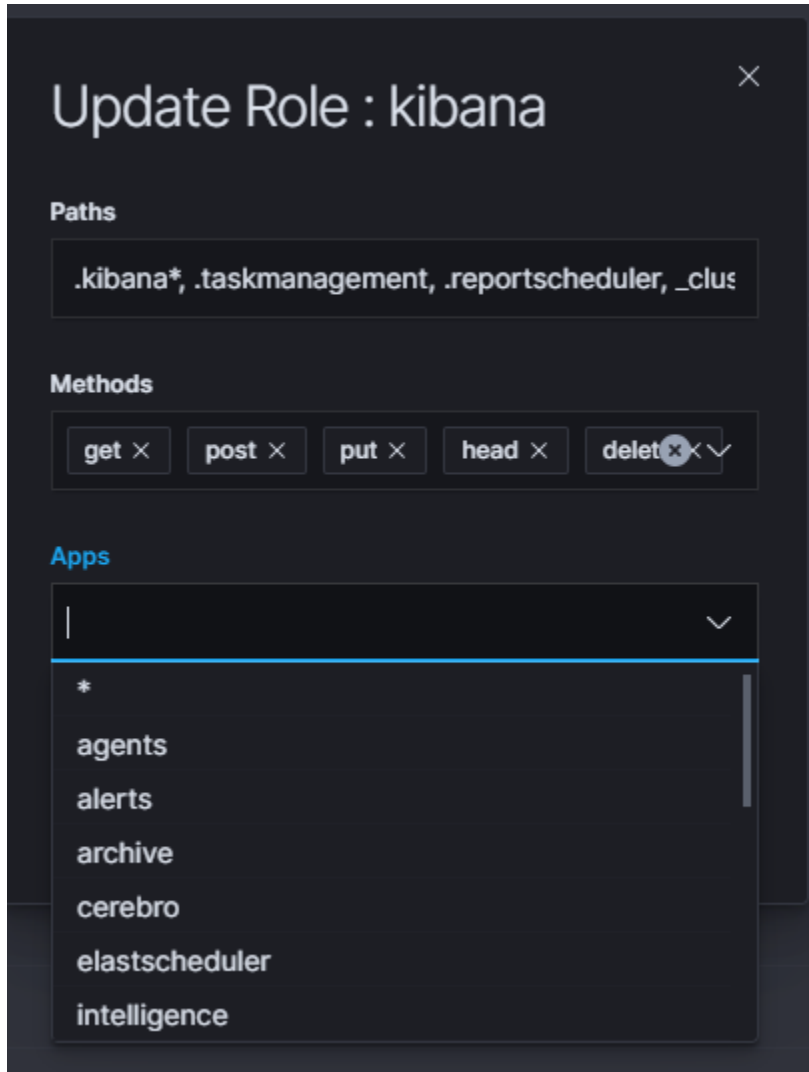 Update Role : kibana
Paths
.kibana*, .taskmanagement, .reportscheduler, _clus
Methods
get post put head delet
Apps
*
agents
alerts
archive
cerebro
elastscheduler
intelligence